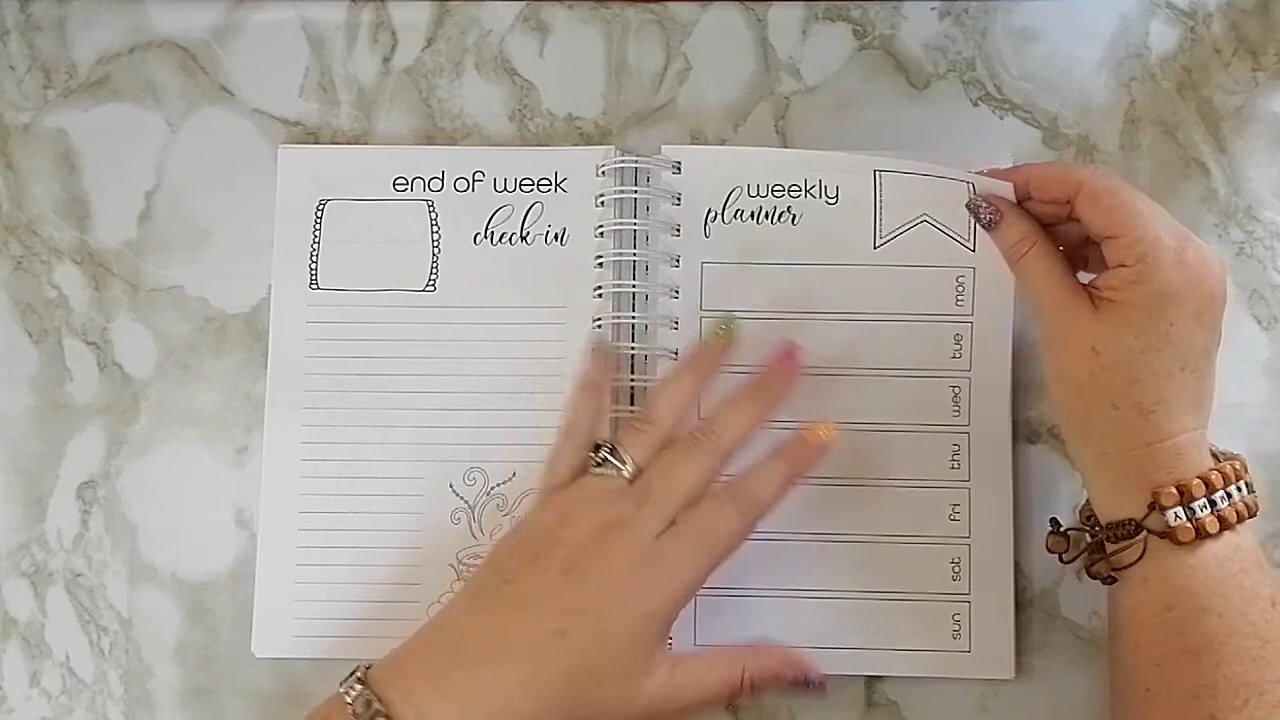 end of week
check-in
weekly
planner
mon
tue
wed
thu
fri
sat
sun